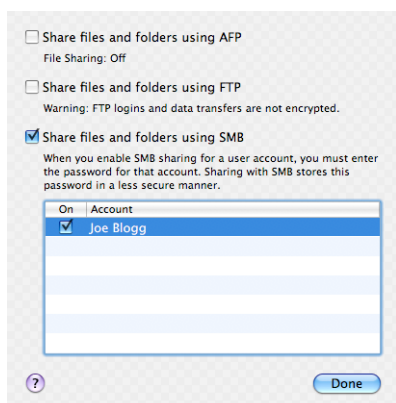 Share files and folders using AFP
File Sharing: Off
Share files and folders using FTP
Warning: FTP logins and data transfers are not encrypted.
Share files and folders using SMB
When you enable SMB sharing for a user account, you must enter
the password for that account. Sharing with SMB stores this
password in a less secure manner.
On Account
Joe Blogg
? Done